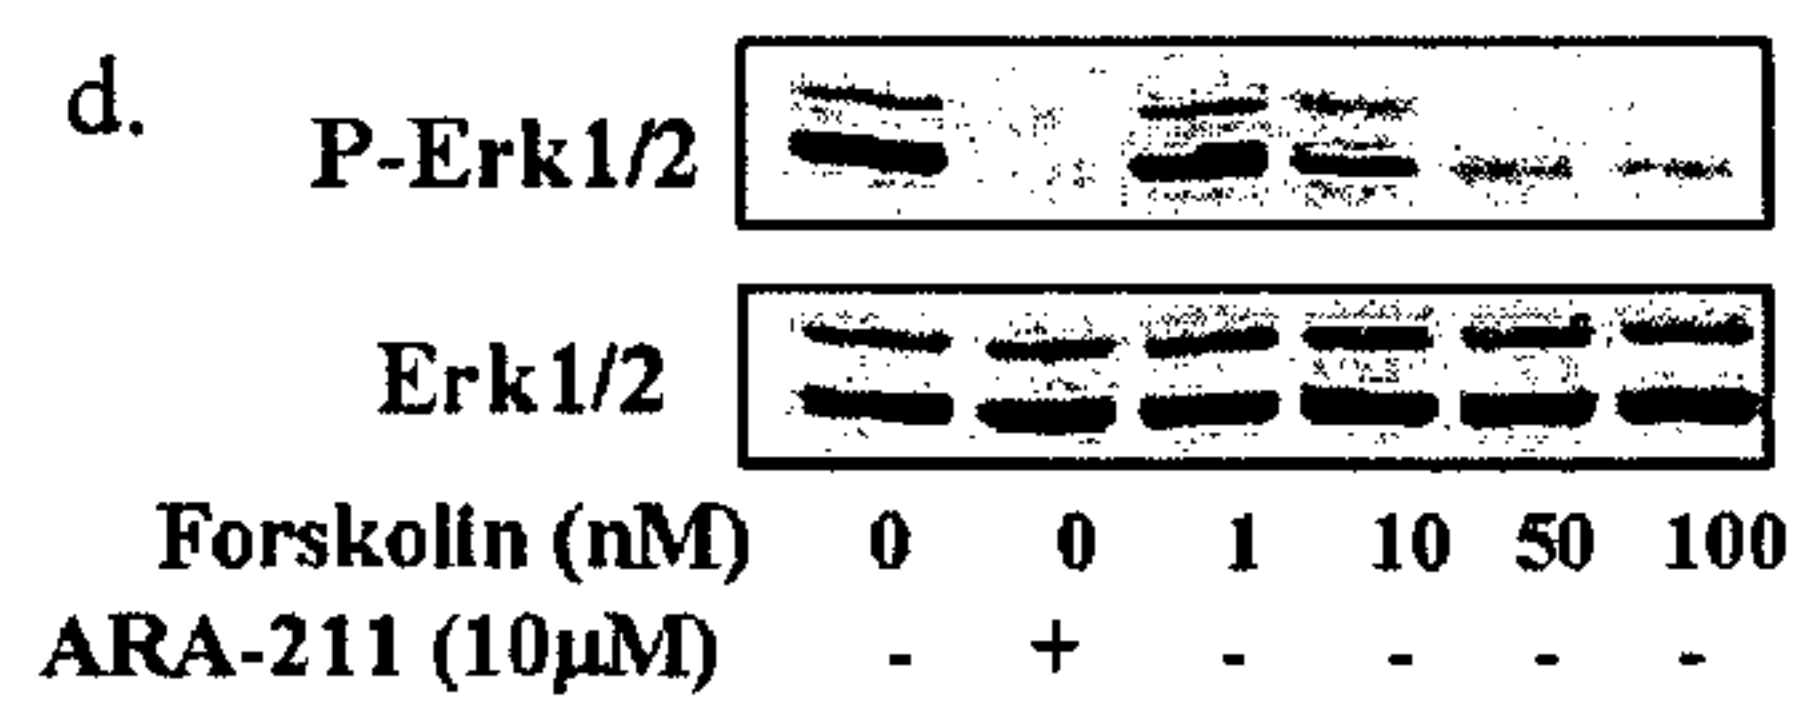 d.
P-Erk1/2
Erk1/2
Forskolin (nM) 0 0 1 10 50 100
ARA-211 (10µM) - + - - - -